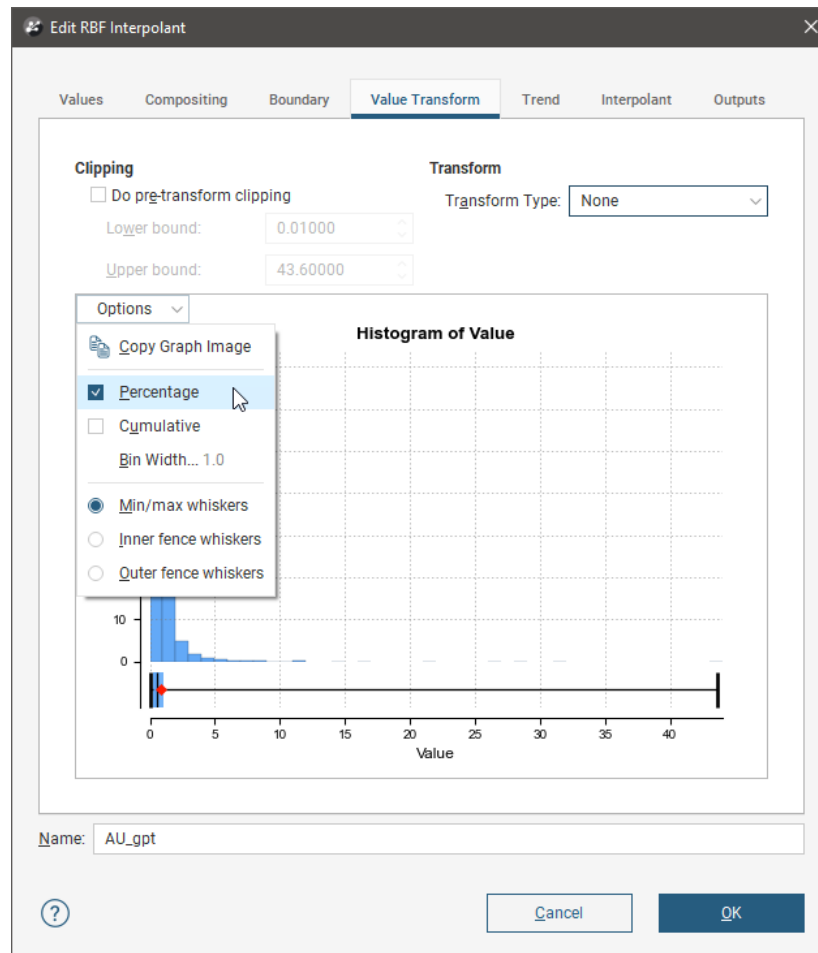 Edit RBF Interpolant
Values Compositing Boundary Value Transform Trend Interpolant Outputs
Clipping
Do pre-transform clipping
Lower bound: 0.01000
Upper bound: 43.60000
Transform
Transform Type: None
Options
Copy Graph Image
Percentage
Cumulative
Bin Width... 1.0
Min/max whiskers
Inner fence whiskers
Outer fence whiskers
Histogram of Value
10
0
0 5 10 15 20 25 30 35 40
Value
Name: AU_gpt
?
Cancel
OK